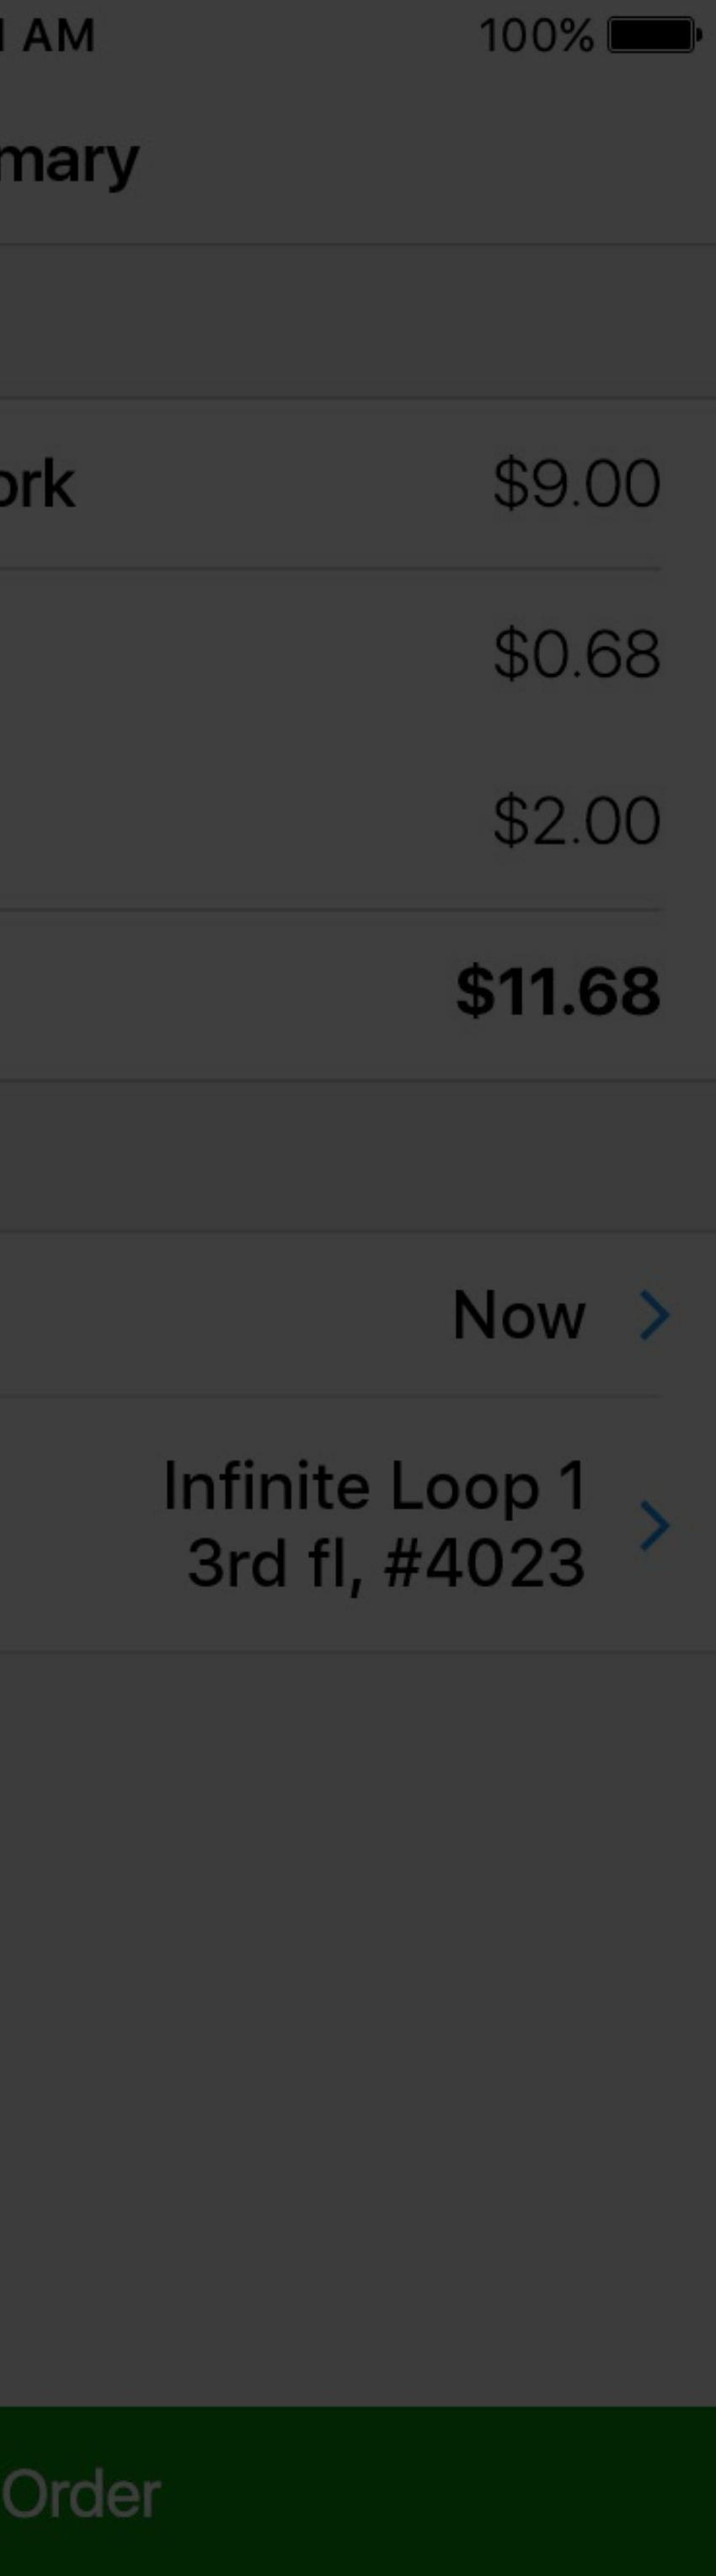 AM 100%
mary
ork $9.00
$0.68
$2.00
$11.68
Now
Infinite Loop 1
3rd fl, #4023
Order